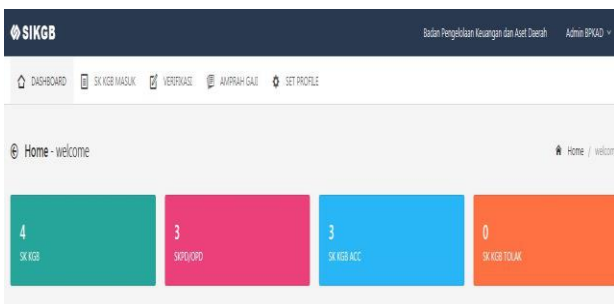 SIKGB
Badan Pengelolaan Keuangan dan Aset Daerah Admin BPKAD
DASHBOARD SK KGB MASUK VERIFIKASI AMPRAH GAJI SET PROFILE
Home - welcome
Home / welcom
4
SK KGB
3
SKPD/OPD
3
SK KGB ACC
0
SK KGB TOLAK